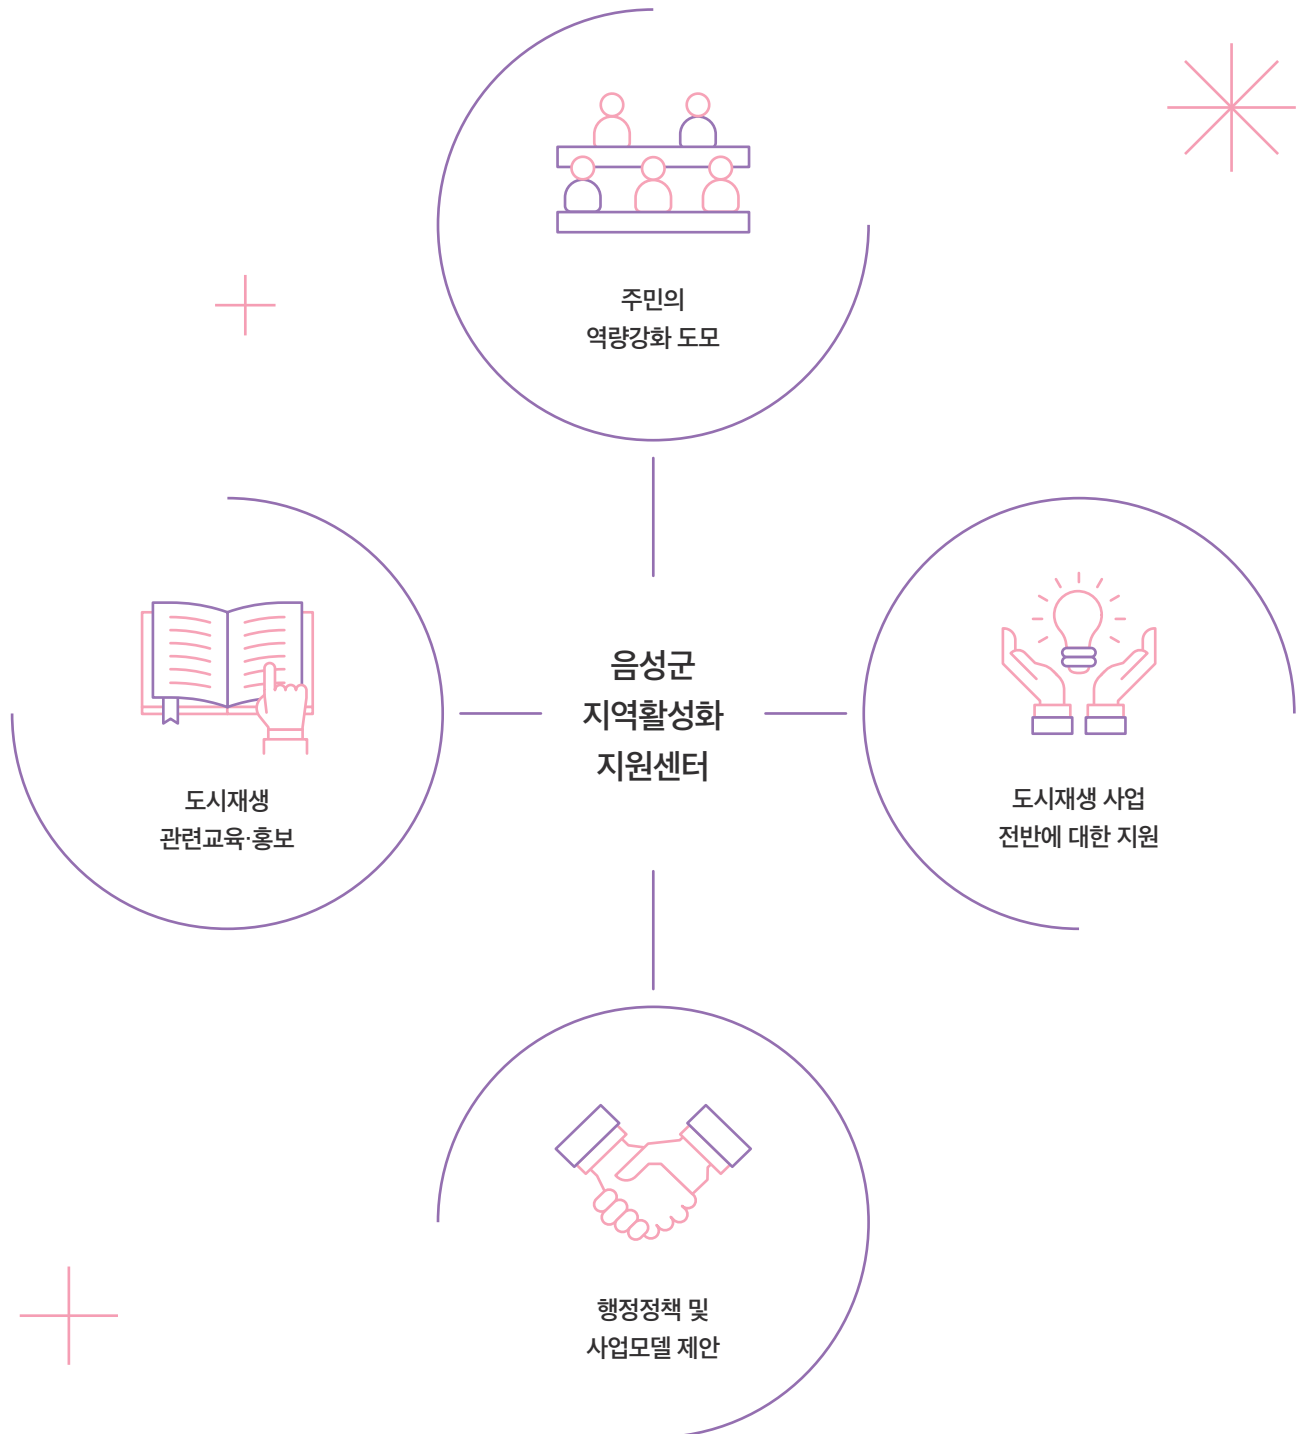 주민의
역량강화 도모
음성군
지역활성화
지원센터
도시재생
관련교육·홍보
도시재생 사업
전반에 대한 지원
행정정책 및
사업모델 제안